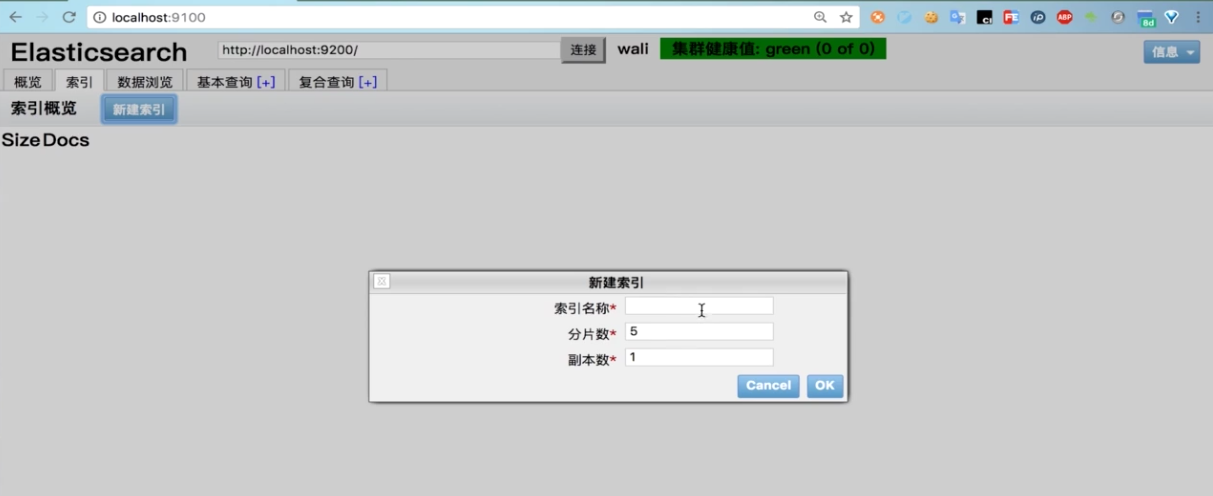 localhost:9100
Elasticsearch http://localhost:9200/ 连接 wali 集群健康值: green (0 of 0) 信息
概览 索引 数据浏览 基本查询 [+] 复合查询 [+]
索引概览 新建索引
Size Docs
新建索引
索引名称*
分片数* 5
副本数* 1
Cancel OK